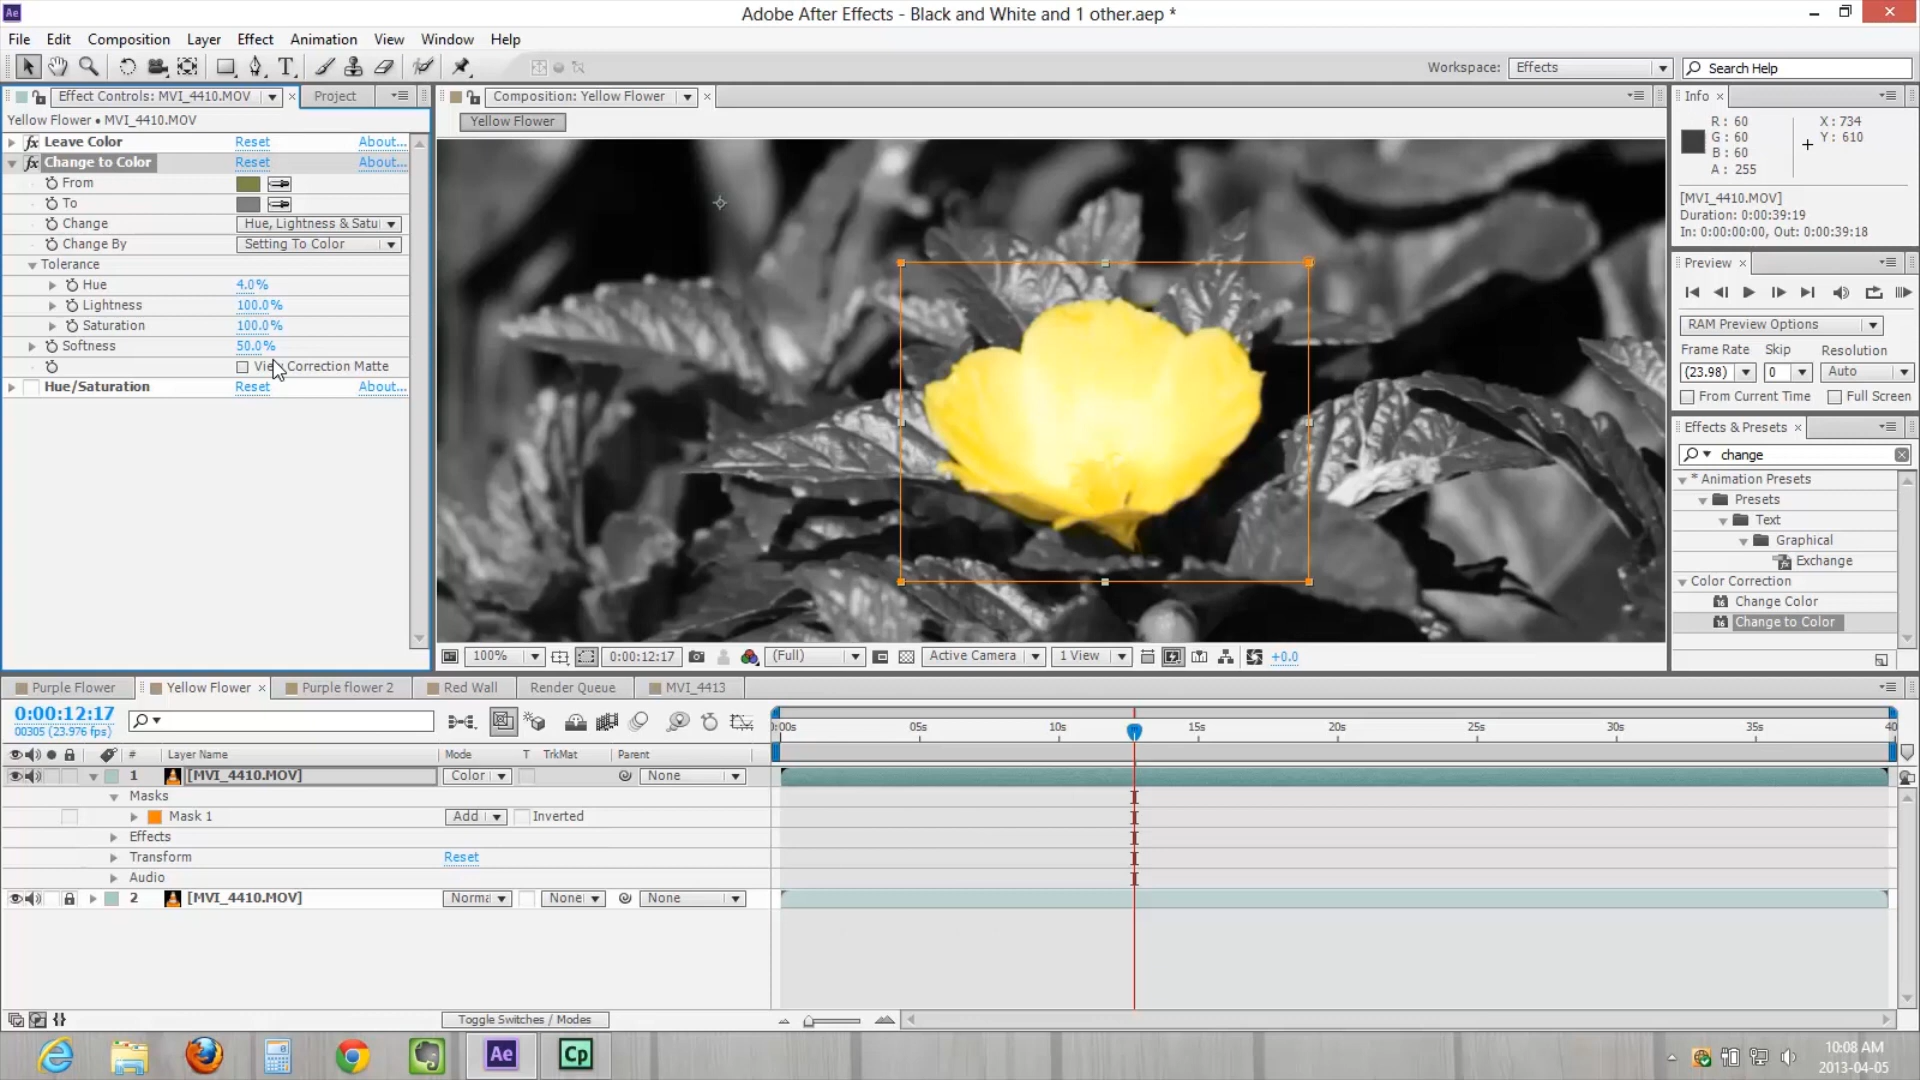 Ae
Adobe After Effects - Black and White and 1 other.aep *
File Edit Composition Layer Effect Animation View Window Help
T
Workspace: Effects
Search Help
Effect Controls: MVI_4410.MOV × Project
Yellow Flower • MVI_4410.MOV
fx Leave Color Reset About...
fx Change to Color Reset About...
From
To
Change Hue, Lightness & Satu
Change By Setting To Color
Tolerance
Hue 4.0%
Lightness 100.0%
Saturation 100.0%
Softness 50.0%
Correction Matte
Hue/Saturation Reset About...
Composition: Yellow Flower ×
Yellow Flower
100% 0:00:12:17 (Full) Active Camera 1 View +0.0
Info ×
R: 60
G: 60
B: 60
A: 255
X: 734
Y: 610
[MVI_4410.MOV]
Duration: 0:00:39:19
In: 0:00:00:00, Out: 0:00:39:18
Preview ×
RAM Preview Options
Frame Rate Skip Resolution
(23.98) 0 Auto
From Current Time Full Screen
Effects & Presets ×
change
* Animation Presets
Presets
Text
Graphical
Exchange
Color Correction
16 Change Color
16 Change to Color
Purple Flower Yellow Flower × Purple flower 2 Red Wall Render Queue MVI_4413
0:00:12:17
00305 (23.976 fps)
:00s 05s 10s 15s 20s 25s 30s 35s 40
# Layer Name Mode T TrkMat Parent
1 [MVI_4410.MOV] Color None
Masks
Mask 1 Add Inverted
Effects
Transform Reset
Audio
2 [MVI_4410.MOV] Norma None None
Toggle Switches / Modes
Ae
Cp
10:08 AM
2013-04-05